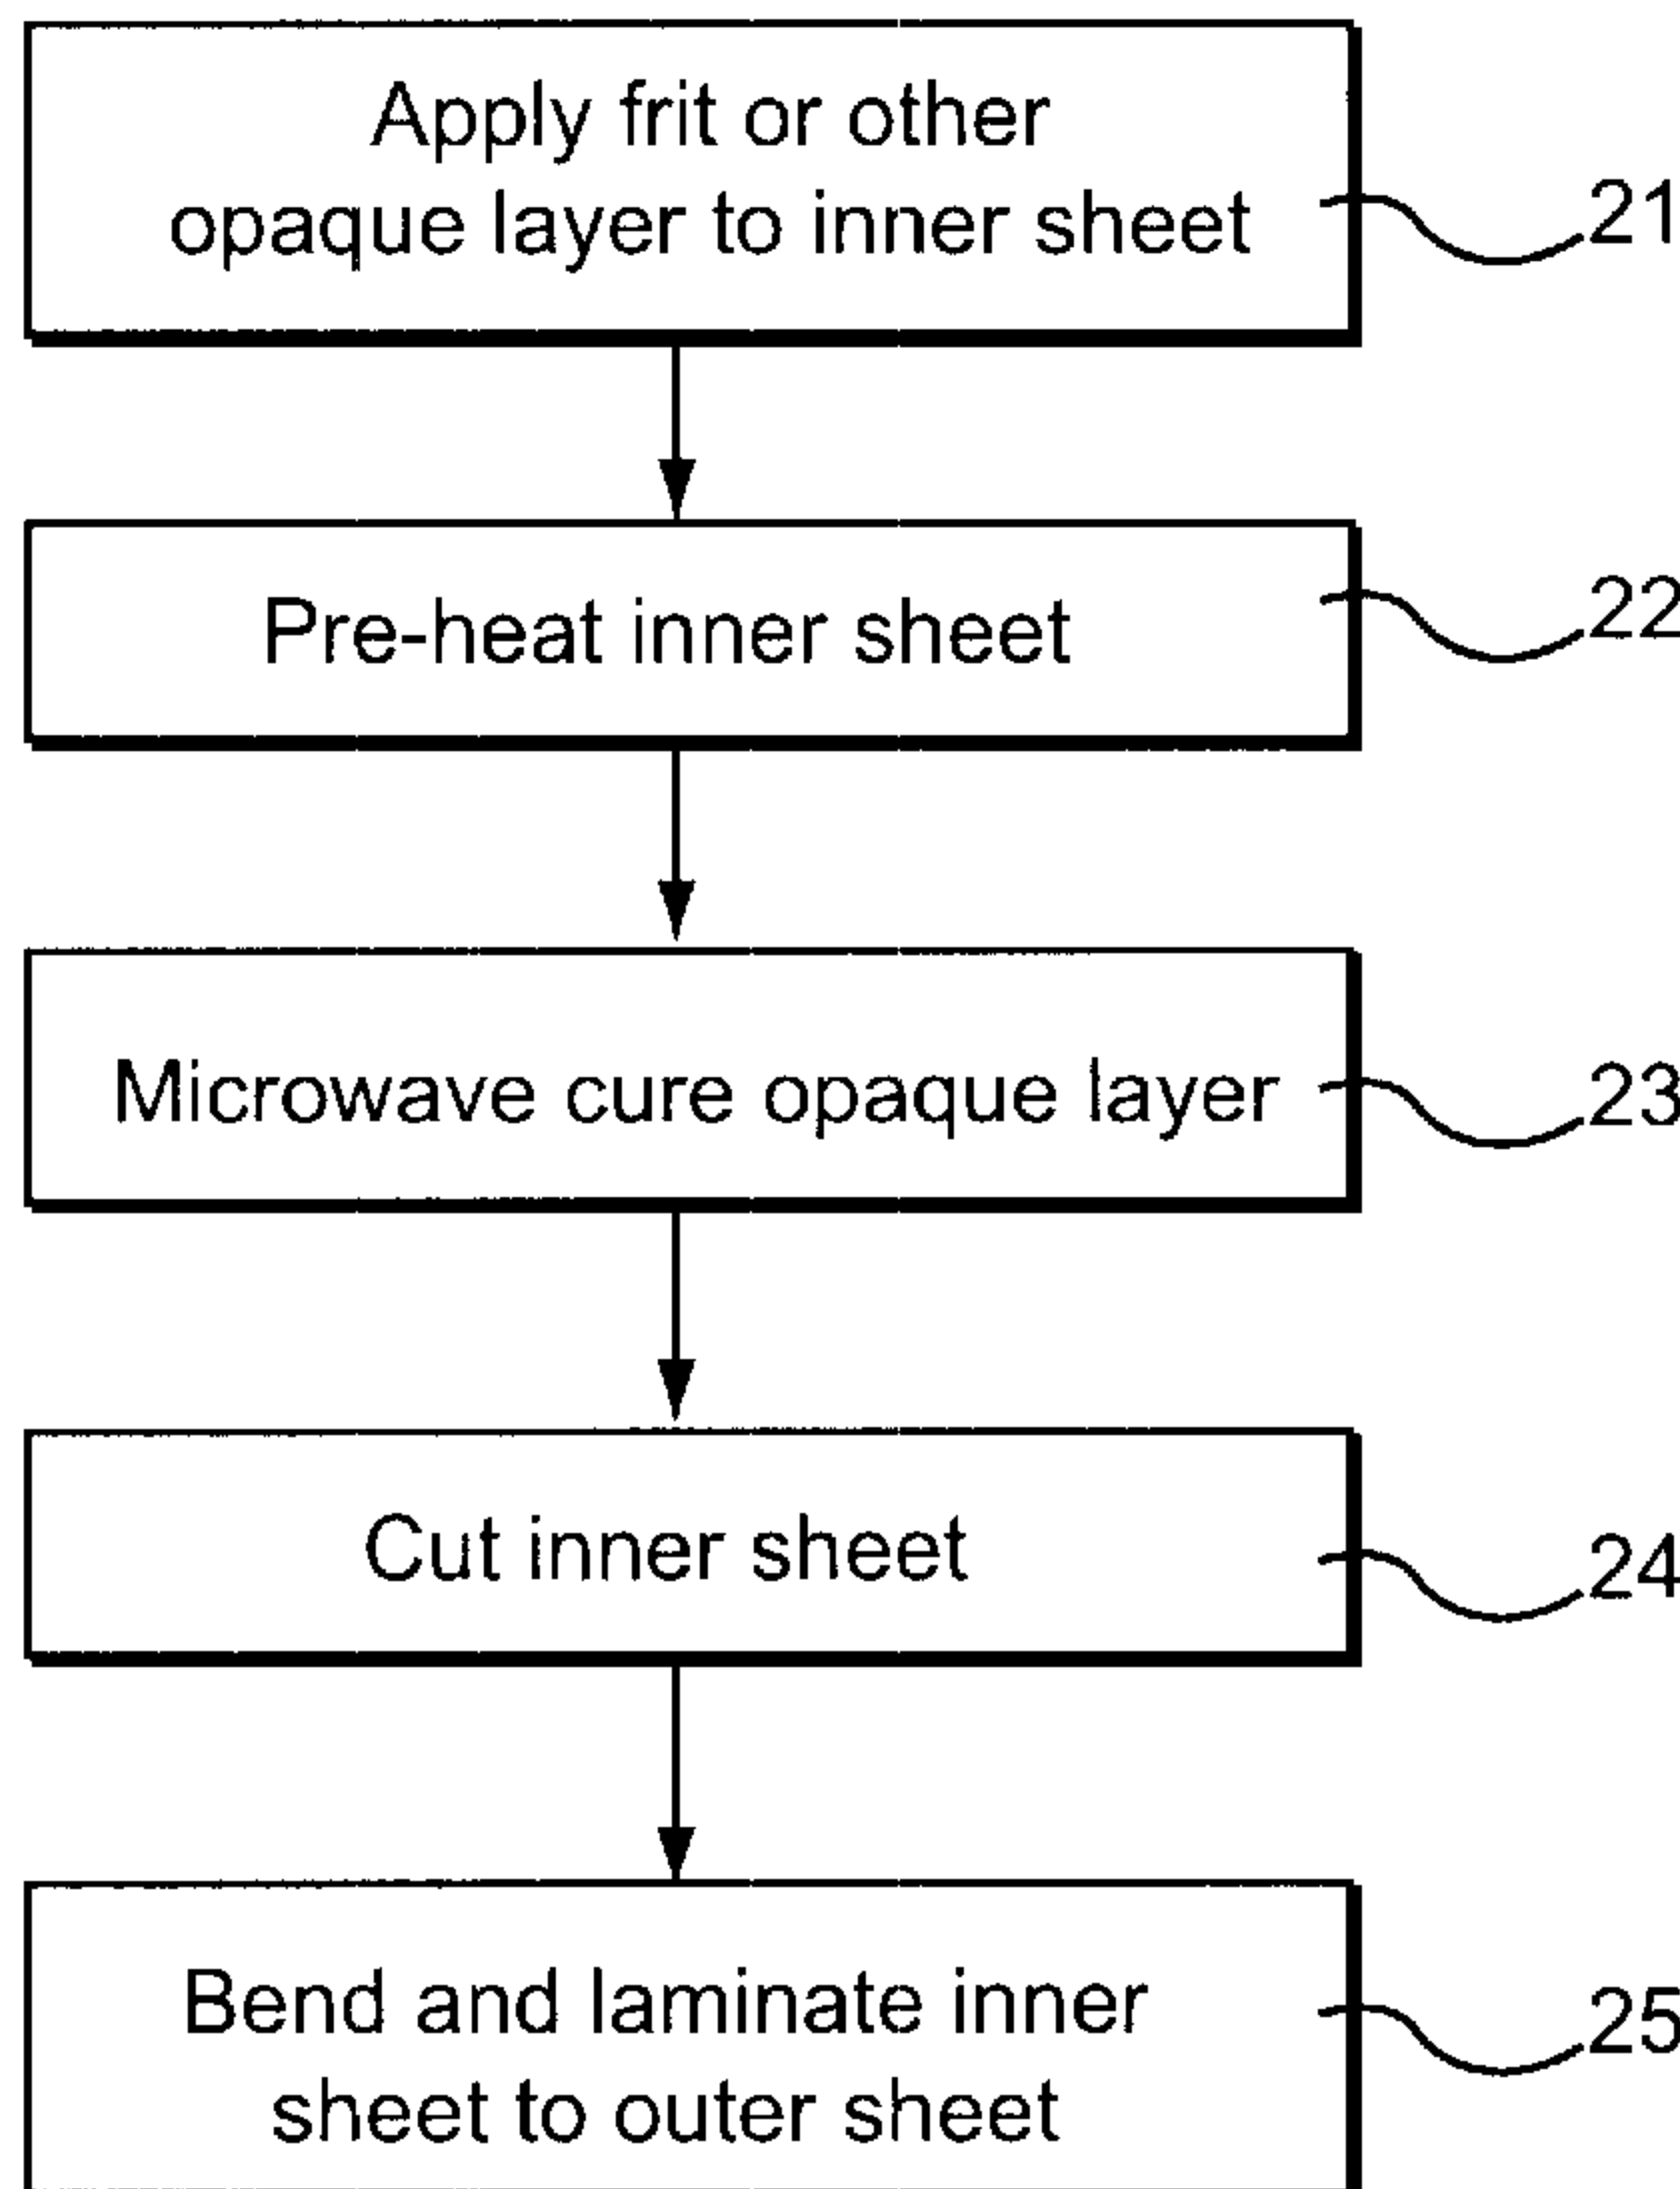 Apply frit or other
opaque layer to inner sheet
21
Pre-heat inner sheet
22
Microwave cure opaque layer
23
Cut inner sheet
24
Bend and laminate inner
sheet to outer sheet
25